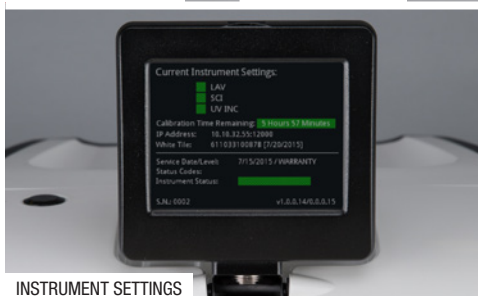 Current Instrument Settings:
LAV
SCI
UV INC
Calibration Time Remaining: 5 Hours 57 Minutes
IP Address: 10.10.32.55:12000
White Tile: 611033100878 [7/20/2015]
Service Date/Level: 7/15/2015 / WARRANTY
Status Codes:
Instrument Status:
S.N.: 0002 v1.0.0.14/0.0.0.15
INSTRUMENT SETTINGS